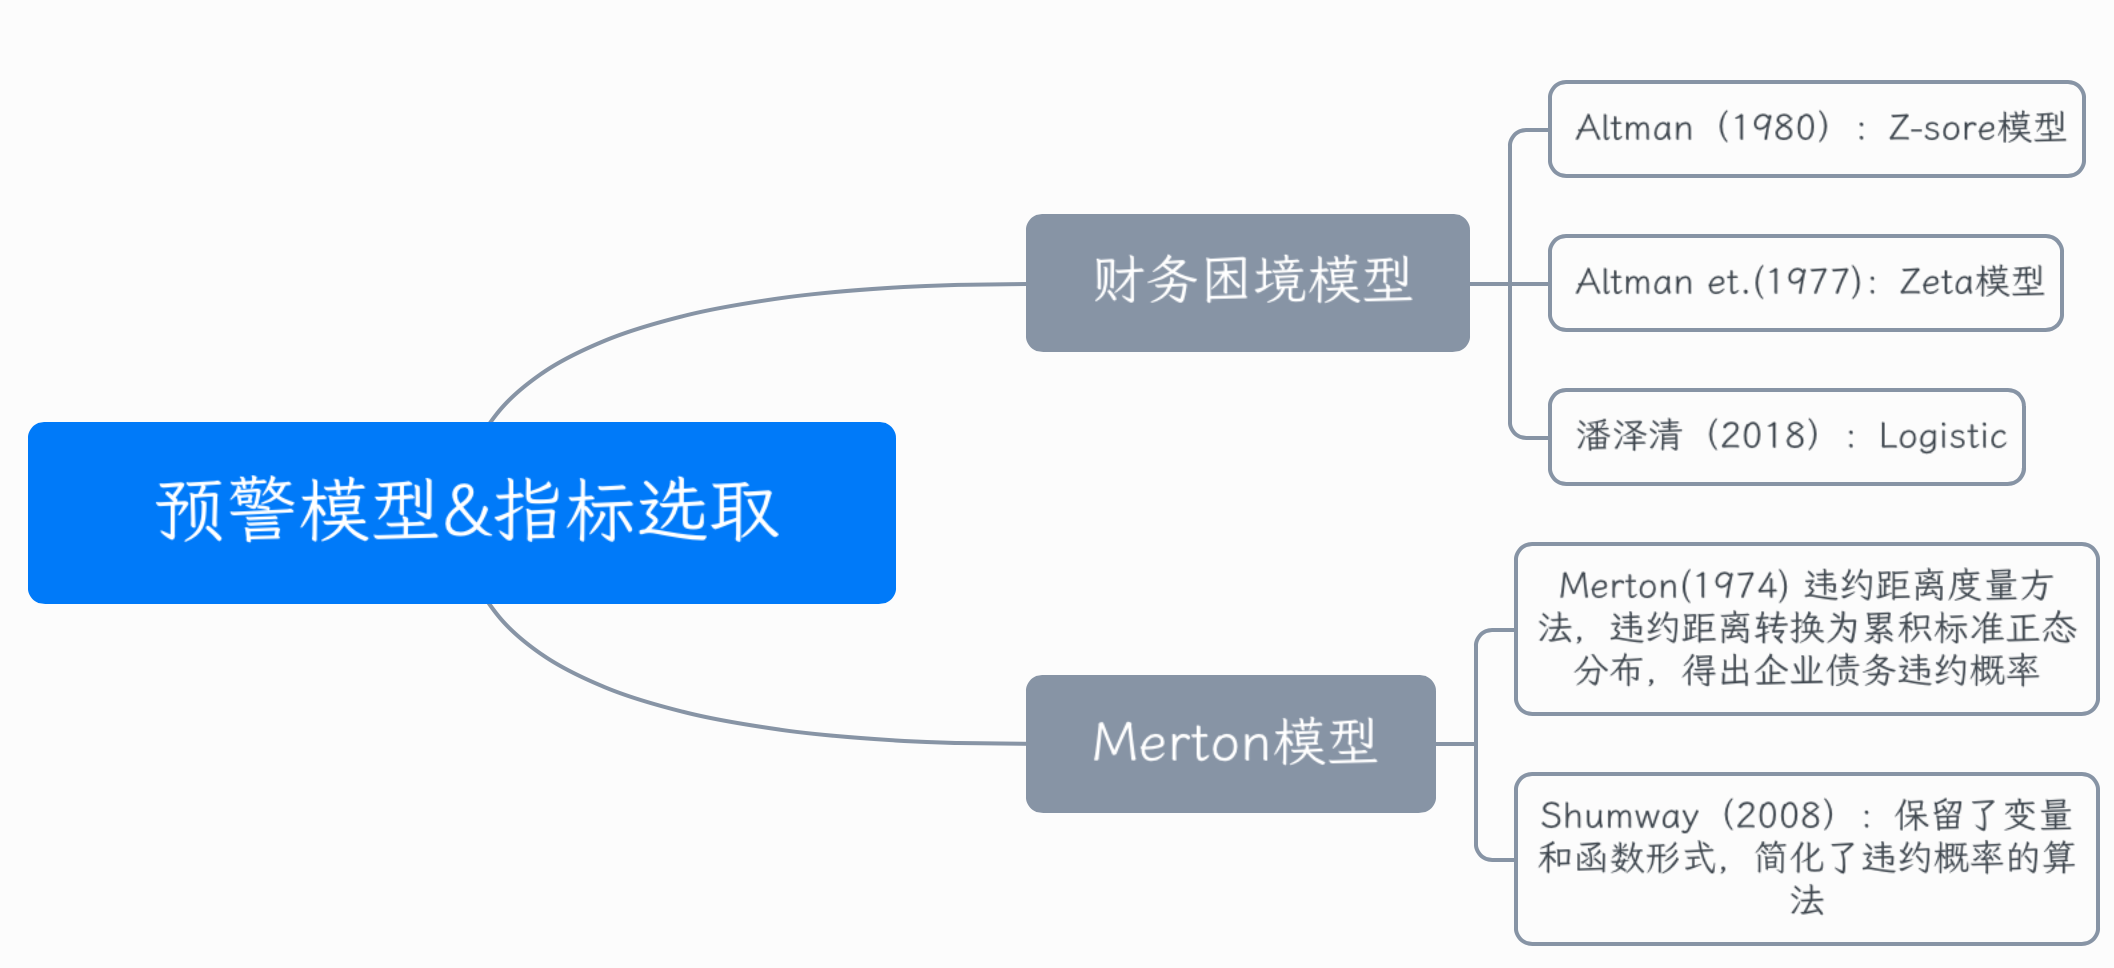 预警模型&指标选取
财务困境模型
Altman（1980）：Z-sore模型
Altman et.(1977)：Zeta模型
潘泽清（2018）：Logistic
Merton模型
Merton(1974) 违约距离度量方
法，违约距离转换为累积标准正态
分布，得出企业债务违约概率
Shumway（2008）：保留了变量
和函数形式，简化了违约概率的算
法